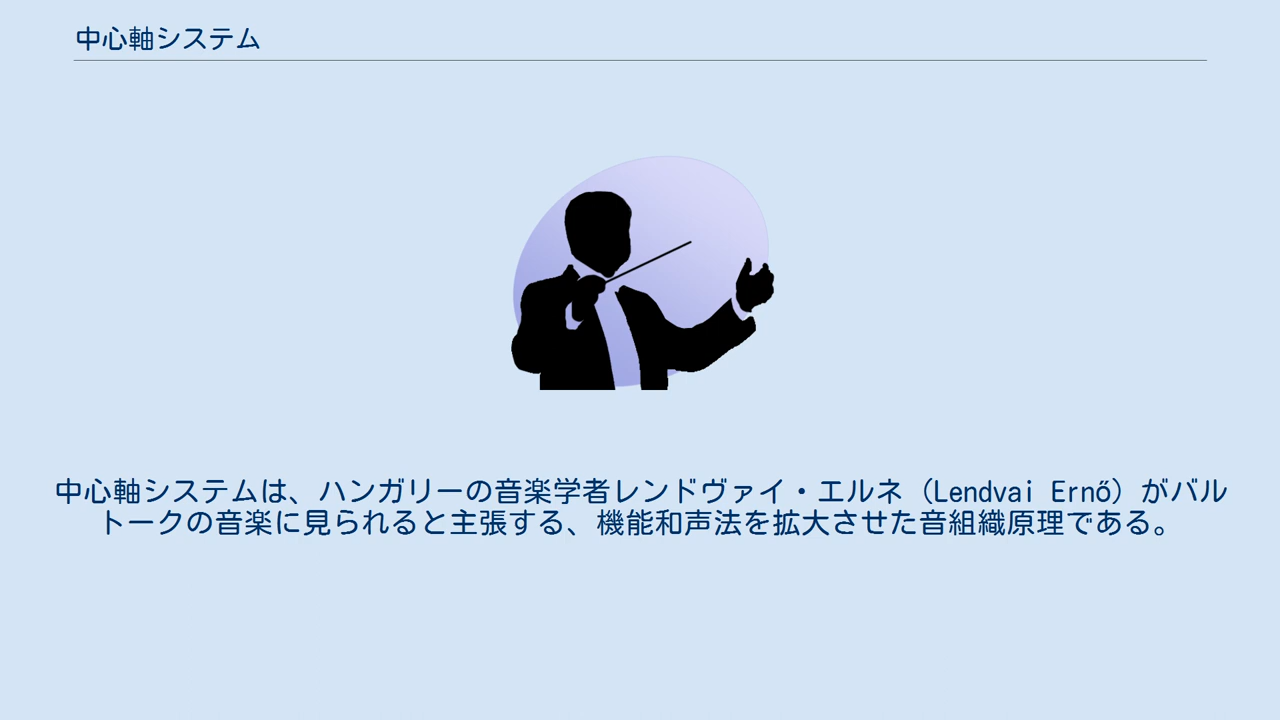 中心軸システム
中心軸システムは、ハンガリーの音楽学者レンドヴァイ・エルネ（Lendvai Ernő）がバル
トークの音楽に見られると主張する、機能和声法を拡大させた音組織原理である。